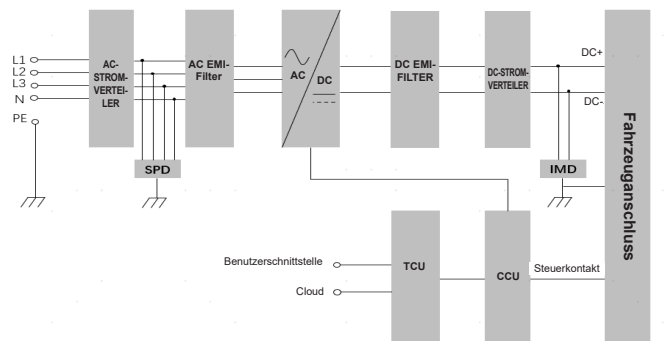 L1
L2
L3
N
PE
AC-
STROM-
VERTEI-
LER
SPD
AC EMI-
Filter
AC
DC
DC EMI-
FILTER
DC-STROM-
VERTEILER
DC+
DC-
IMD
Fahrzeuganschluss
Benutzerschnittstelle
Cloud
TCU
CCU
Steuerkontakt